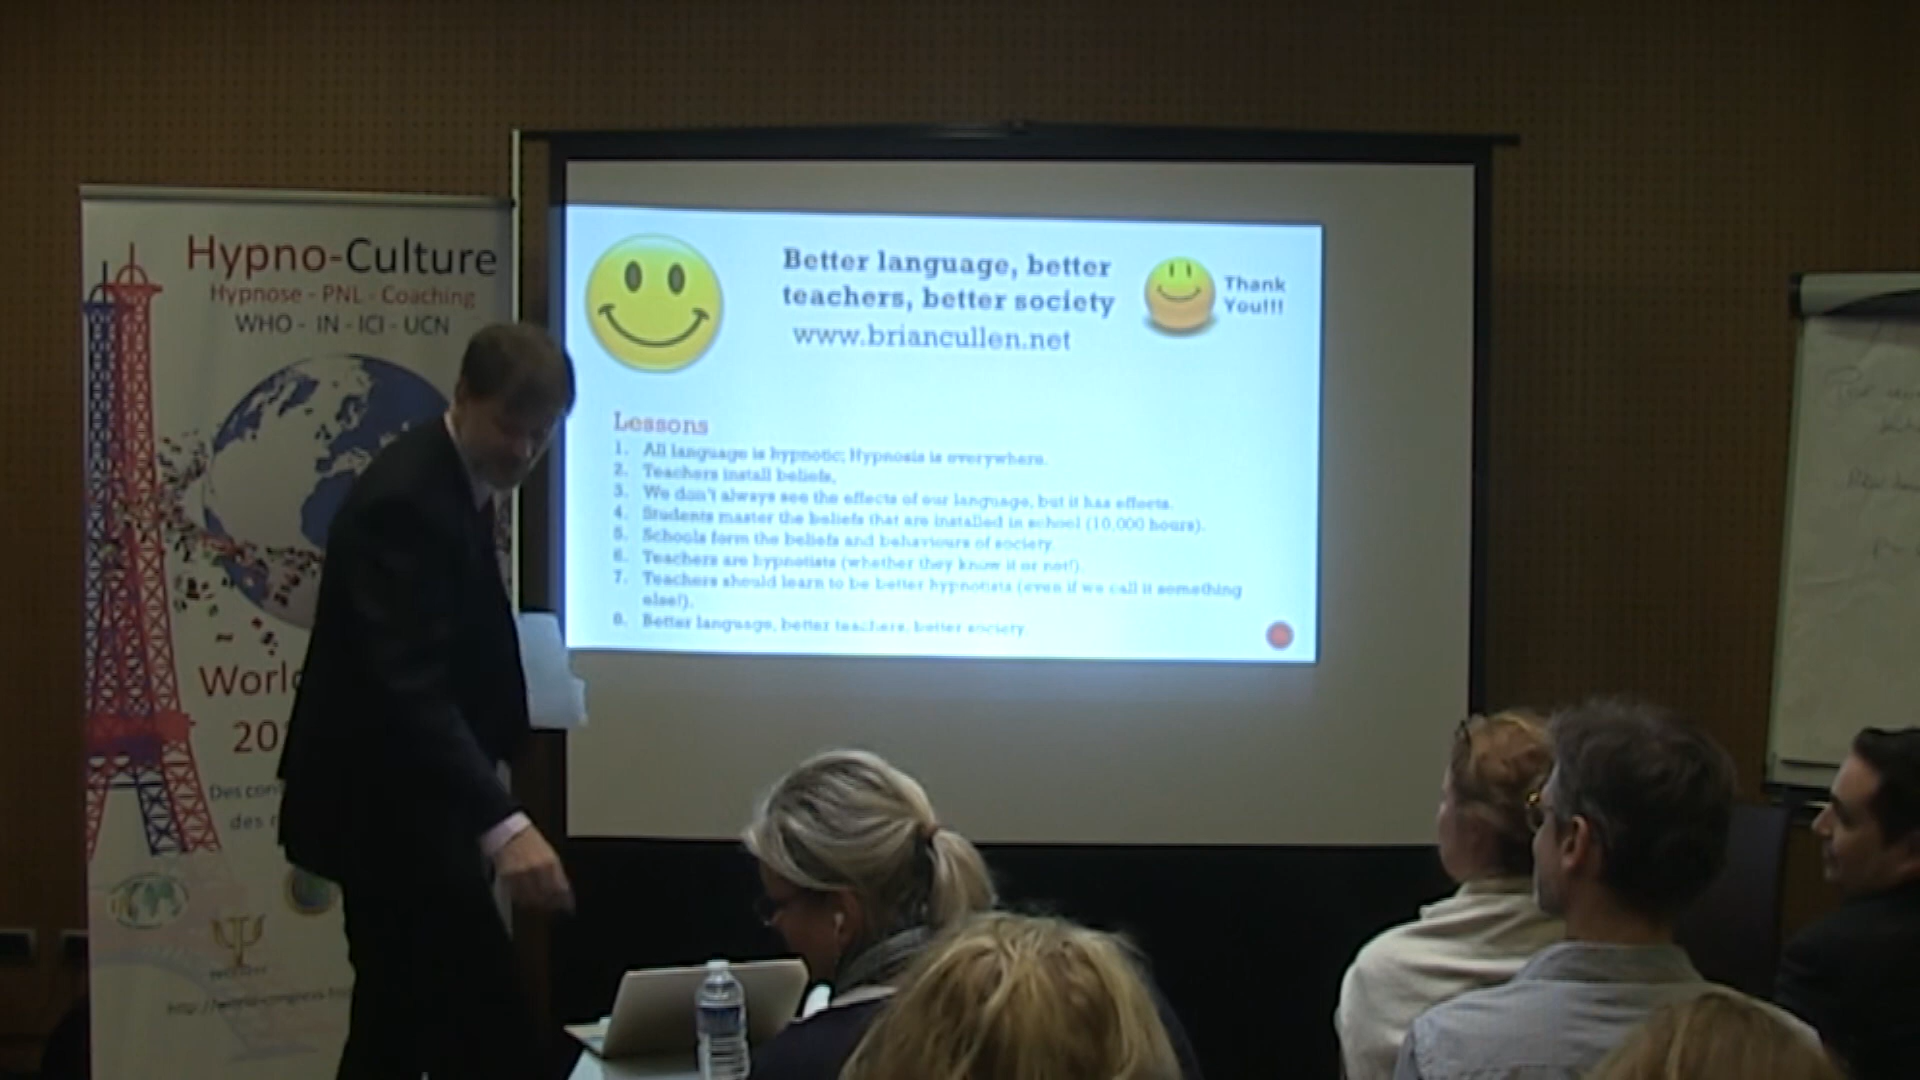 Hypno-Culture
Hypnose - PNL - Coaching
WHO - IN - ICI - UCN
World
20
Des con
des
Better language, better
teachers, better society
www.briancullen.net
Thank
You!!!
Lessons
1. All language is hypnotic; Hypnosis is everywhere.
2. Teachers install beliefs.
3. We don't always see the effects of our language, but it has effects.
4. Students master the beliefs that are installed in school (10,000 hours).
5. Schools form the beliefs and behaviours of society.
6. Teachers are hypnotists (whether they know it or not!).
7. Teachers should learn to be better hypnotists (even if we call it something
else!).
8. Better language, better teachers, better society.